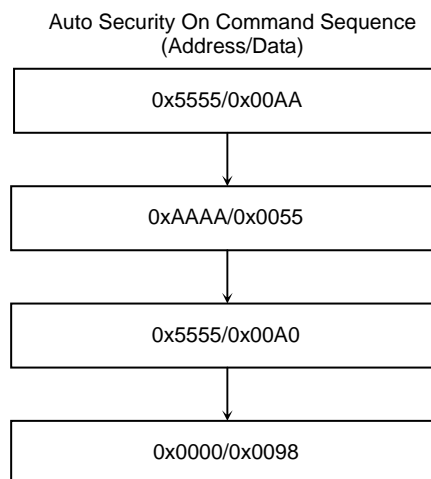 Auto Security On Command Sequence
(Address/Data)
0x5555/0x00AA
0xAAAA/0x0055
0x5555/0x00A0
0x0000/0x0098